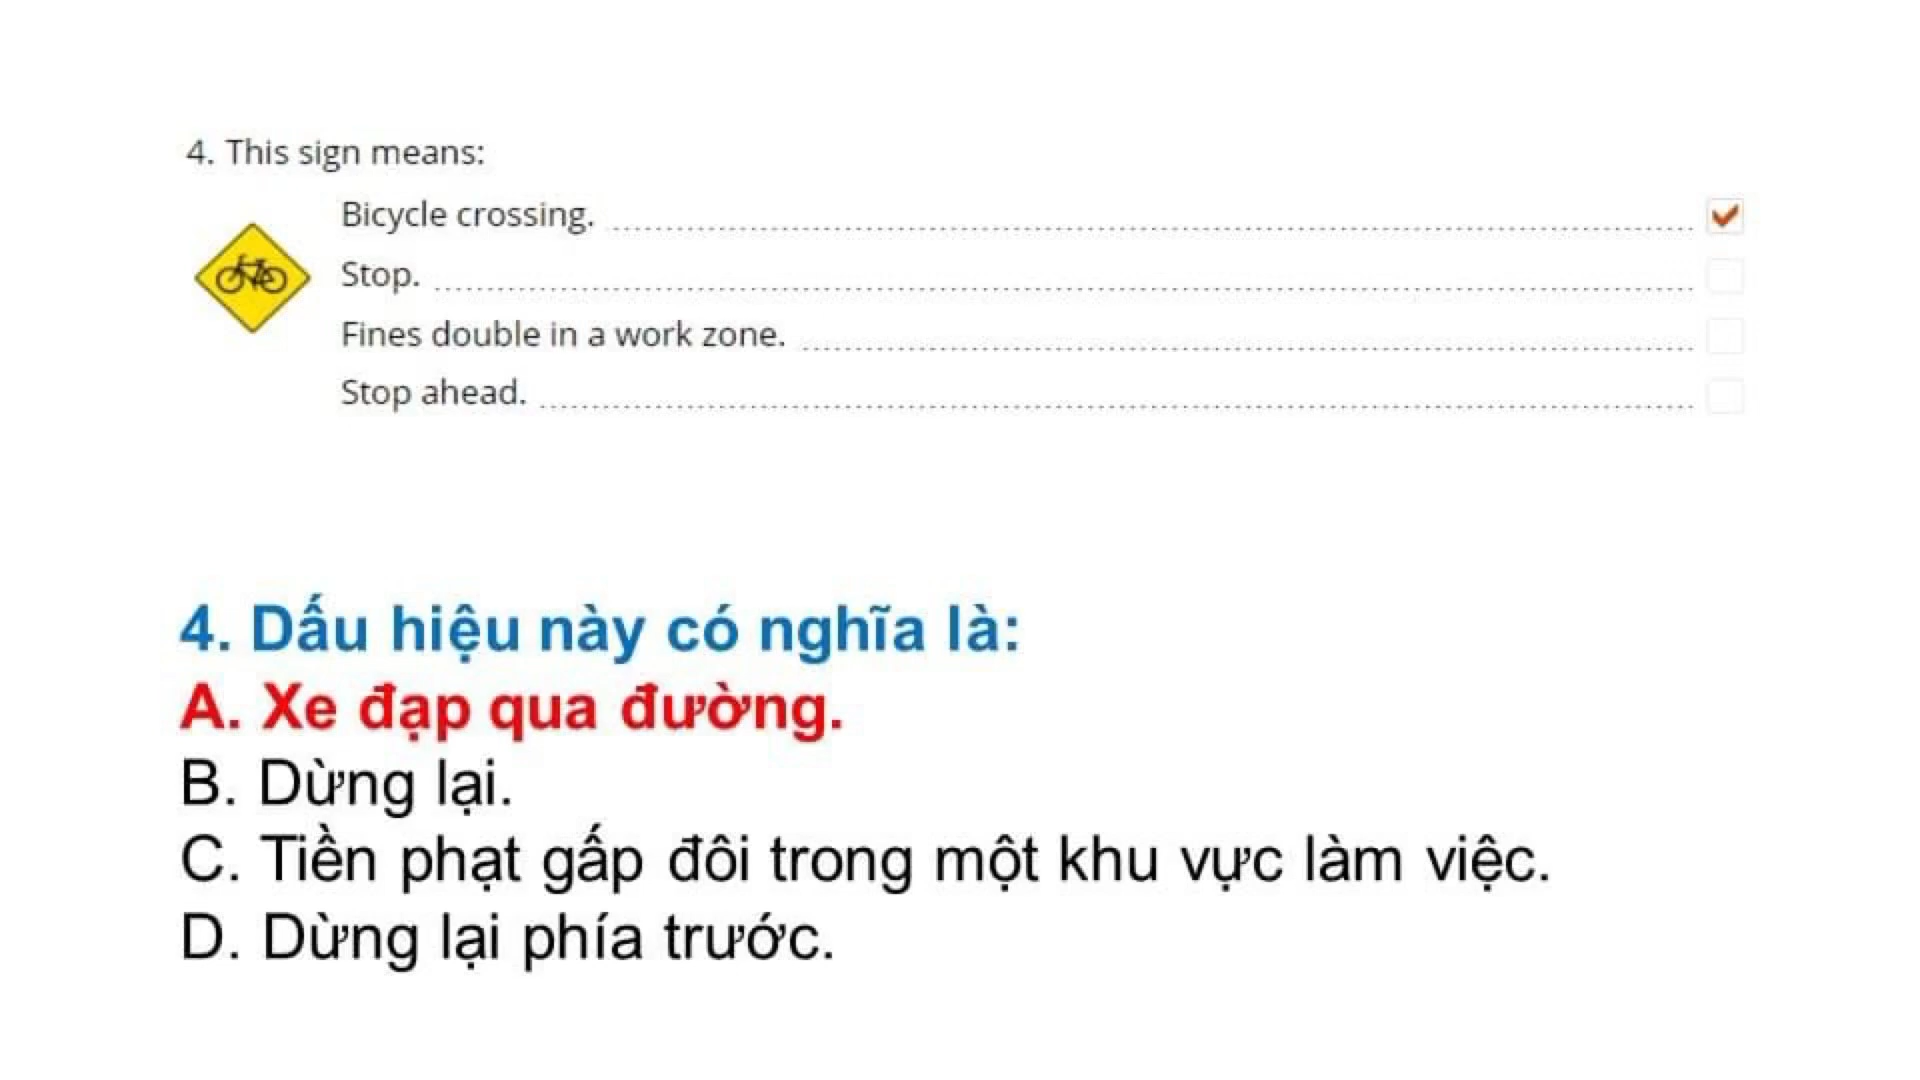 4. This sign means:
Bicycle crossing.
Stop.
Fines double in a work zone.
Stop ahead.
4. Dấu hiệu này có nghĩa là:
A. Xe đạp qua đường.
B. Dừng lại.
C. Tiền phạt gấp đôi trong một khu vực làm việc.
D. Dừng lại phía trước.